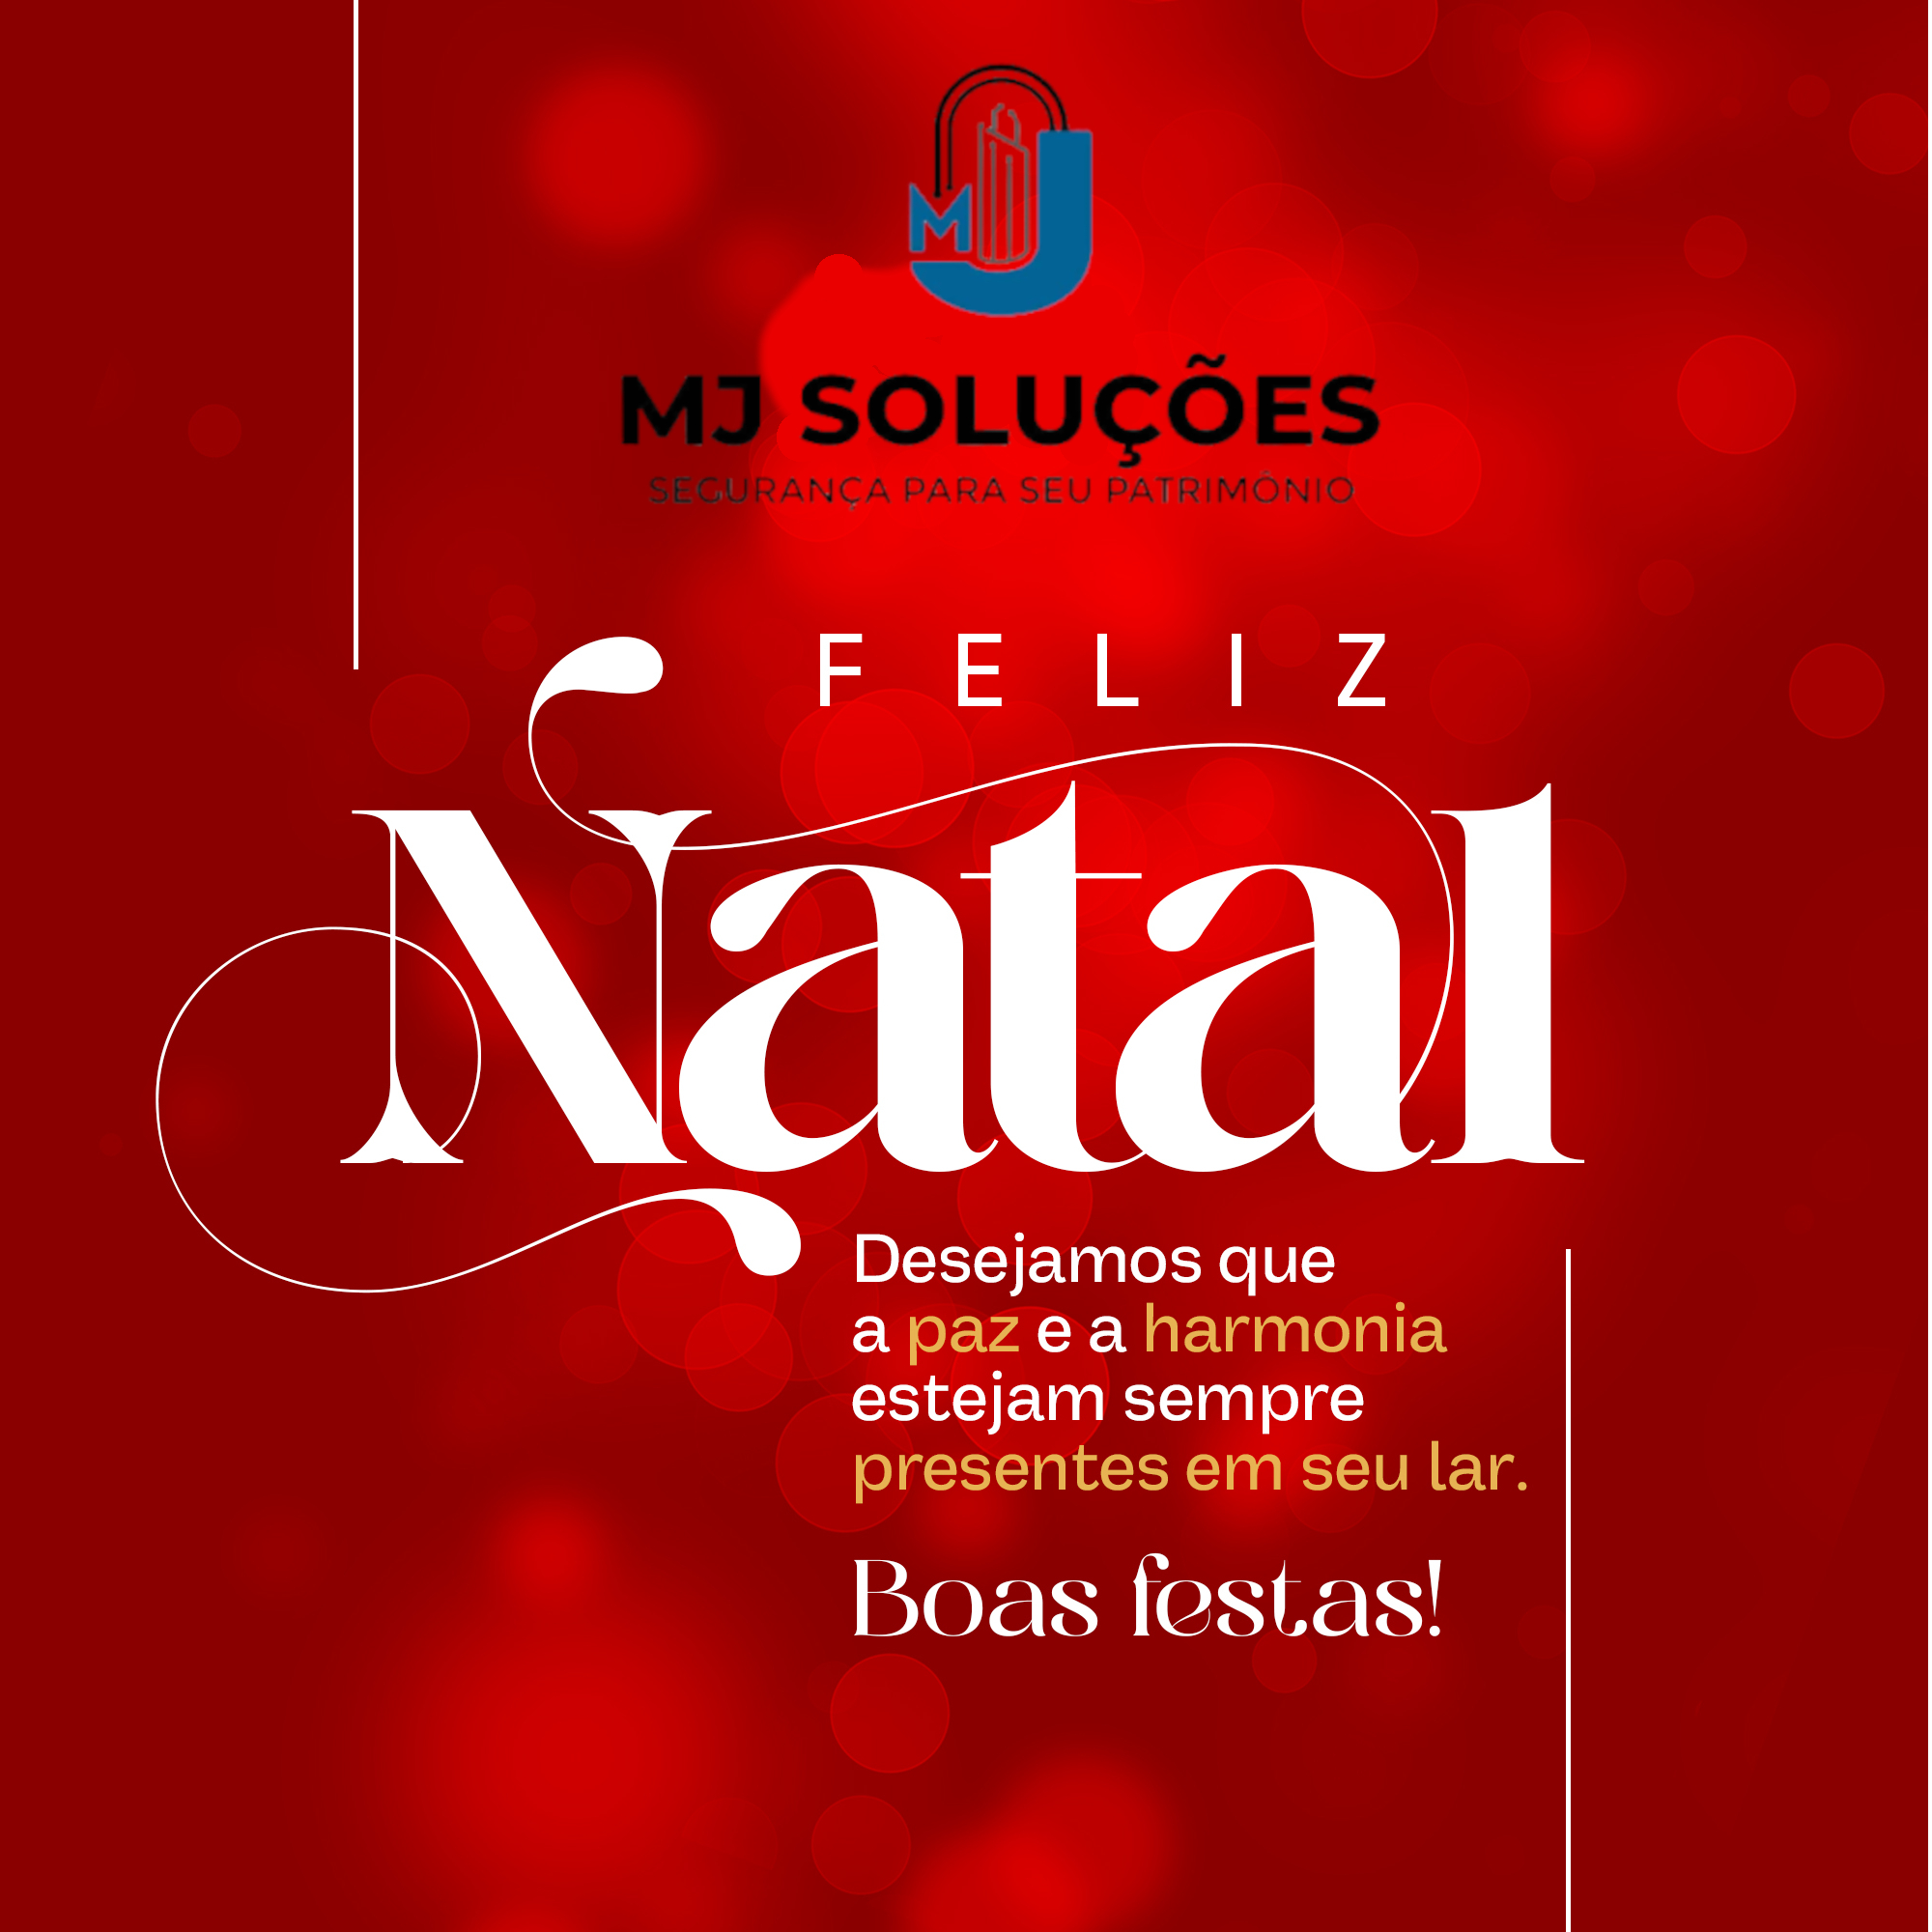 MJ
MJ SOLUÇÕES
SEGURANÇA PARA SEU PATRIMÔNIO
FELIZ
Natal
Desejamos que
a paz e a harmonia
estejam sempre
presentes em seu lar.
Boas festas!